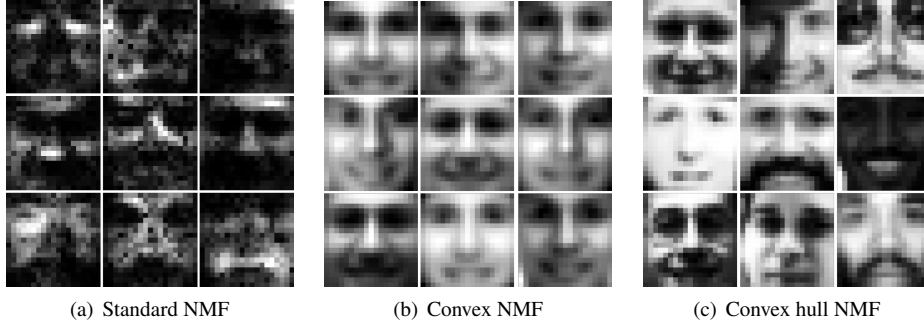 (a) Standard NMF
(b) Convex NMF
(c) Convex hull NMF